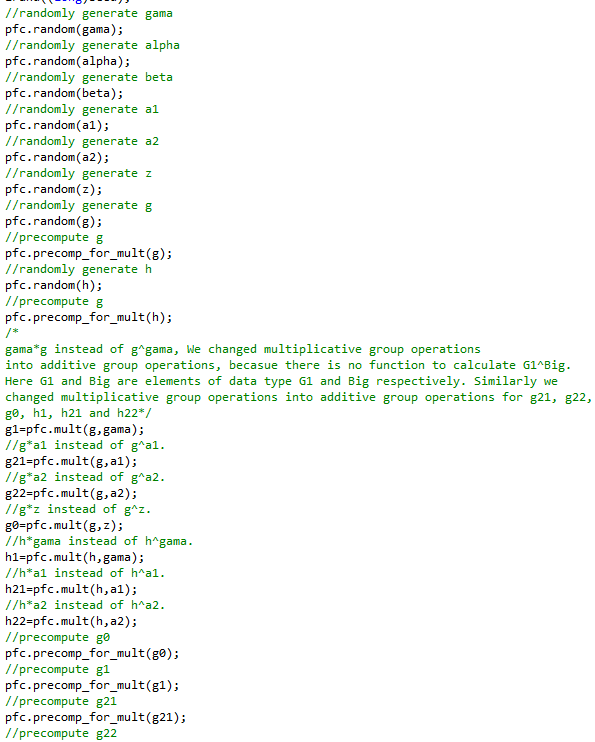 //randomly generate gama
pfc.random(gama);
//randomly generate alpha
pfc.random(alpha);
//randomly generate beta
pfc.random(beta);
//randomly generate a1
pfc.random(a1);
//randomly generate a2
pfc.random(a2);
//randomly generate z
pfc.random(z);
//randomly generate g
pfc.random(g);
//precompute g
pfc.precomp_for_mult(g);
//randomly generate h
pfc.random(h);
//precompute g
pfc.precomp_for_mult(h);
/*
gama*g instead of g^gama, We changed multiplicative group operations
into additive group operations, becasue there is no function to calculate G1^Big.
Here G1 and Big are elements of data type G1 and Big respectively. Similarly we
changed multiplicative group operations into additive group operations for g21, g22,
g0, h1, h21 and h22*/
g1=pfc.mult(g,gama);
//g*a1 instead of g^a1.
g21=pfc.mult(g,a1);
//g*a2 instead of g^a2.
g22=pfc.mult(g,a2);
//g*z instead of g^z.
g0=pfc.mult(g,z);
//h*gama instead of h^gama.
h1=pfc.mult(h,gama);
//h*a1 instead of h^a1.
h21=pfc.mult(h,a1);
//h*a2 instead of h^a2.
h22=pfc.mult(h,a2);
//precompute g0
pfc.precomp_for_mult(g0);
//precompute g1
pfc.precomp_for_mult(g1);
//precompute g21
pfc.precomp_for_mult(g21);
//precompute g22